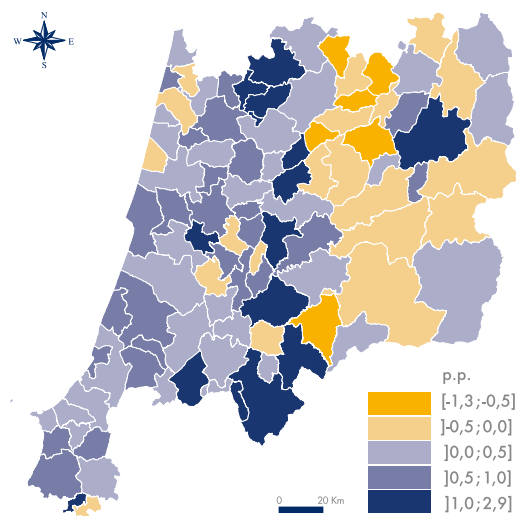 N
W E
S
p.p.
[-1,3;-0,5]
]-0,5;0,0]
]0,0;0,5]
]0,5;1,0]
]1,0;2,9]
0 20 Km